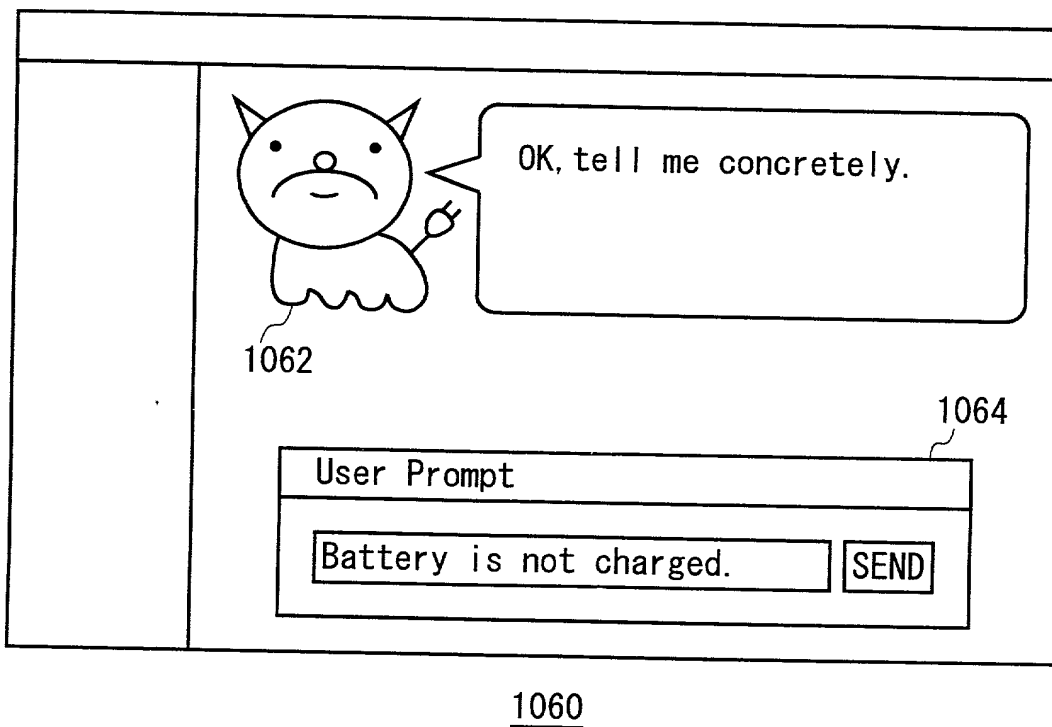 OK, tell me concretely.
1062
1064
User Prompt
Battery is not charged.
SEND
1060